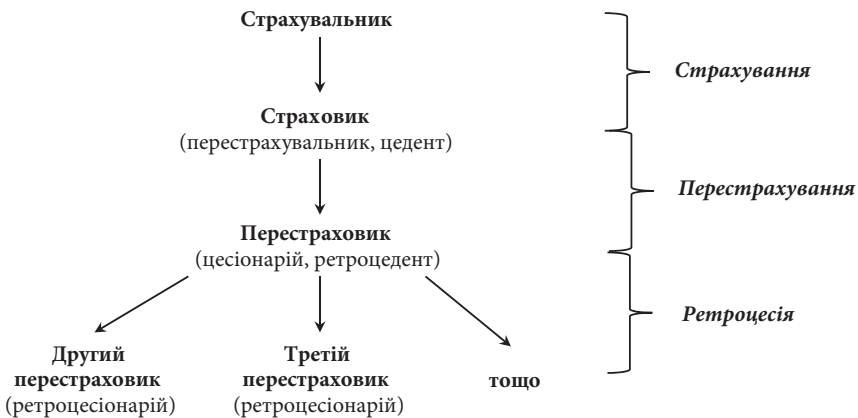 Страхувальник
Страхування
Страховик
(перестрахувальник, цедент)
Перестрахування
Перестраховик
(цесіонарій, ретроцедент)
Ретроцесія
Другий
перестраховик
(ретроцесіонарій)
Третій
перестраховик
(ретроцесіонарій)
тощо